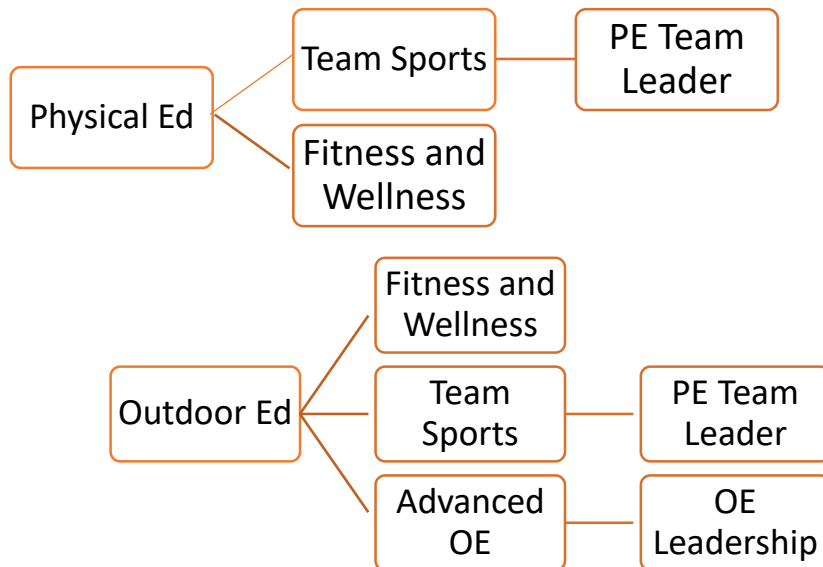 Physical Ed
Team Sports
PE Team
Leader
Fitness and
Wellness
Outdoor Ed
Fitness and
Wellness
Team
Sports
PE Team
Leader
Advanced
OE
OE
Leadership